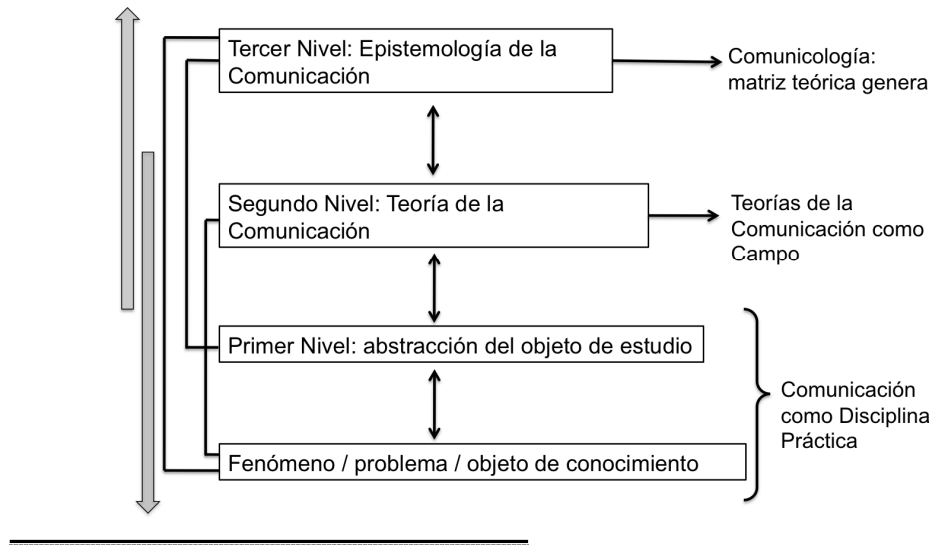 Tercer Nivel: Epistemología de la
Comunicación
Comunicología:
matriz teórica genera
Segundo Nivel: Teoría de la
Comunicación
Teorías de la
Comunicación como
Campo
Primer Nivel: abstracción del objeto de estudio
Comunicación
como Disciplina
Práctica
Fenómeno / problema / objeto de conocimiento